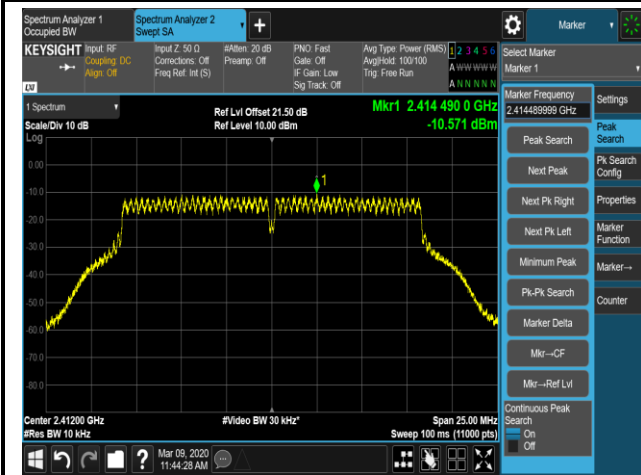 Spectrum Analyzer 1
Occupied BW
Spectrum Analyzer 2
Swept SA
+
Marker
KEYSIGHT
Input: RF
Coupling: DC
Align: Off
Input Z: 50 Ω
Corrections: Off
Freq Ref: Int (S)
#Atten: 20 dB
Preamp: Off
PNO: Fast
Gate: Off
IF Gain: Low
Sig Track: Off
Avg Type: Power (RMS)
Avg|Hold: 100/100
Trig: Free Run
1 2 3 4 5 6
A W W W W W
A N N N N N
LXI
Select Marker
Marker 1
1 Spectrum
Scale/Div 10 dB
Log
Ref Lvl Offset 21.50 dB
Ref Level 10.00 dBm
Mkr1 2.414 490 0 GHz
-10.571 dBm
0.00
-10.0
-20.0
-30.0
-40.0
-50.0
-60.0
-70.0
-80.0
1
Center 2.41200 GHz
#Res BW 10 kHz
#Video BW 30 kHz*
Span 25.00 MHz
Sweep 100 ms (11000 pts)
Marker Frequency
2.414489999 GHz
Peak Search
Next Peak
Next Pk Right
Next Pk Left
Minimum Peak
Pk-Pk Search
Marker Delta
Mkr→CF
Mkr→Ref Lvl
Continuous Peak
Search
On
Off
Settings
Peak
Search
Pk Search
Config
Properties
Marker
Function
Marker→
Counter
?
Mar 09, 2020
11:44:28 AM